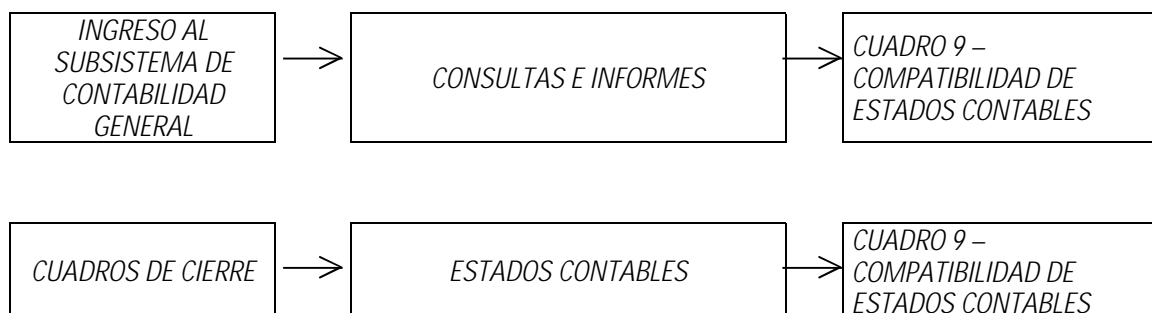 INGRESO AL
SUBSISTEMA DE
CONTABILIDAD
GENERAL
CONSULTAS E INFORMES
CUADRO 9 –
COMPATIBILIDAD DE
ESTADOS CONTABLES
CUADROS DE CIERRE
ESTADOS CONTABLES
CUADRO 9 –
COMPATIBILIDAD DE
ESTADOS CONTABLES